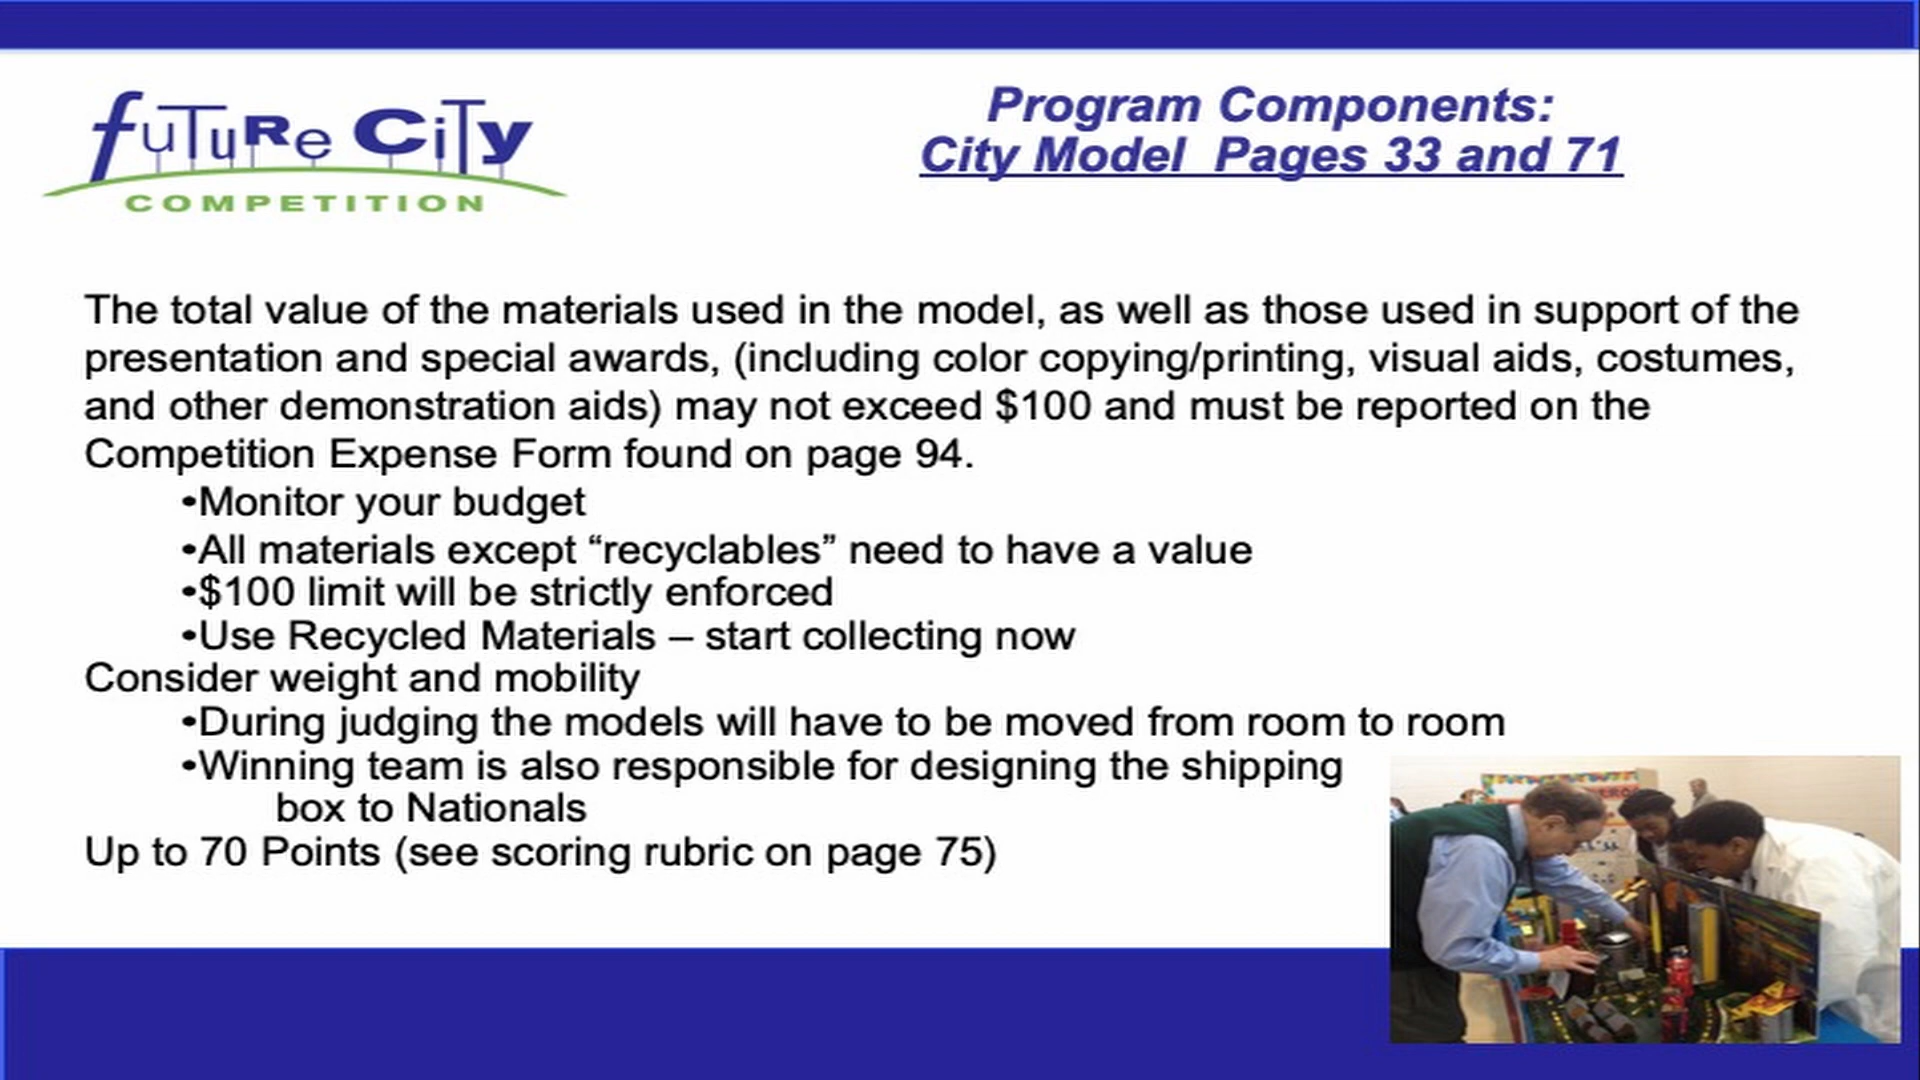 fuTuRe CiTy
COMPETITION
Program Components:
City Model Pages 33 and 71
The total value of the materials used in the model, as well as those used in support of the
presentation and special awards, (including color copying/printing, visual aids, costumes,
and other demonstration aids) may not exceed $100 and must be reported on the
Competition Expense Form found on page 94.
•Monitor your budget
•All materials except “recyclables” need to have a value
•$100 limit will be strictly enforced
•Use Recycled Materials – start collecting now
Consider weight and mobility
•During judging the models will have to be moved from room to room
•Winning team is also responsible for designing the shipping
box to Nationals
Up to 70 Points (see scoring rubric on page 75)